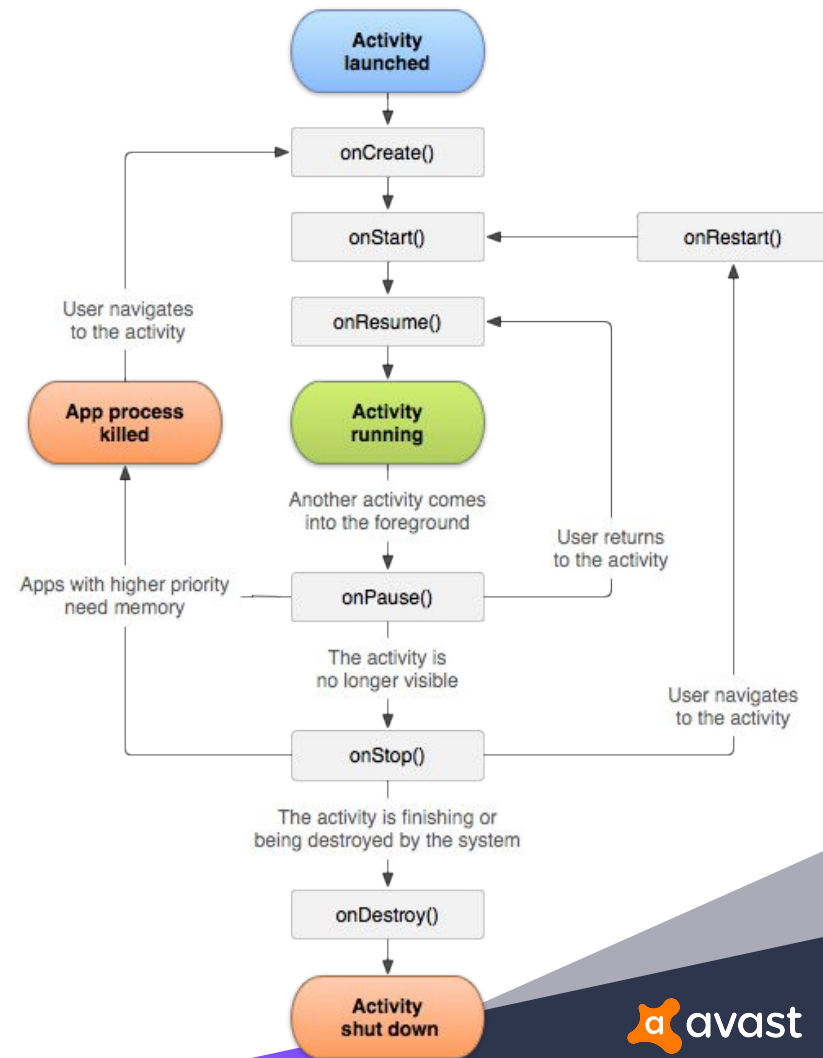 Activity
launched
onCreate()
onStart()
onRestart()
User navigates
to the activity
onResume()
App process
killed
Activity
running
Another activity comes
into the foreground
User returns
to the activity
Apps with higher priority
need memory
onPause()
The activity is
no longer visible
User navigates
to the activity
onStop()
The activity is finishing or
being destroyed by the system
onDestroy()
Activity
shut down
a avast